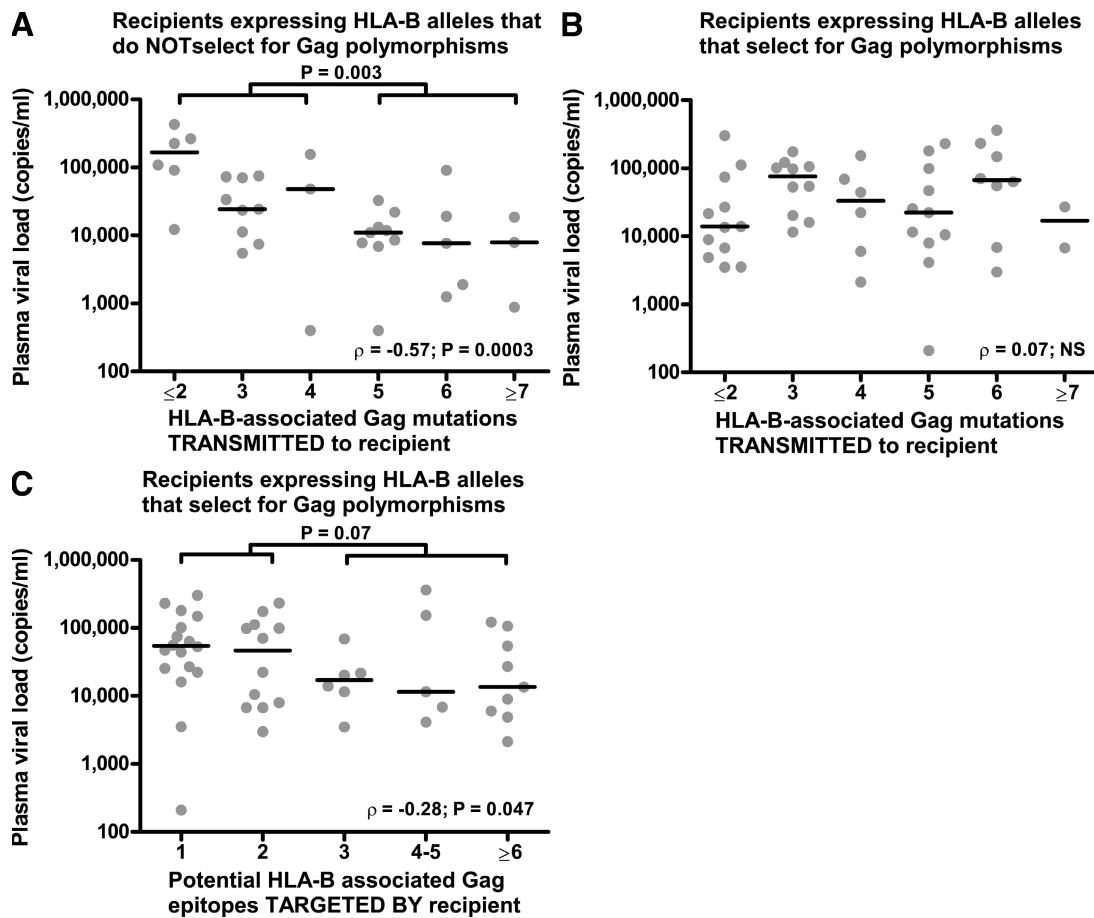 A
Recipients expressing HLA-B alleles that
do NOTselect for Gag polymorphisms
P = 0.003
Plasma viral load (copies/ml)
1,000,000
100,000
10,000
1,000
100
ρ = -0.57; P = 0.0003
≤2 3 4 5 6 ≥7
HLA-B-associated Gag mutations
TRANSMITTED to recipient
B
Recipients expressing HLA-B alleles
that select for Gag polymorphisms
Plasma viral load (copies/ml)
1,000,000
100,000
10,000
1,000
100
ρ = 0.07; NS
≤2 3 4 5 6 ≥7
HLA-B-associated Gag mutations
TRANSMITTED to recipient
C
Recipients expressing HLA-B alleles
that select for Gag polymorphisms
P = 0.07
Plasma viral load (copies/ml)
1,000,000
100,000
10,000
1,000
100
ρ = -0.28; P = 0.047
1 2 3 4-5 ≥6
Potential HLA-B associated Gag
epitopes TARGETED BY recipient